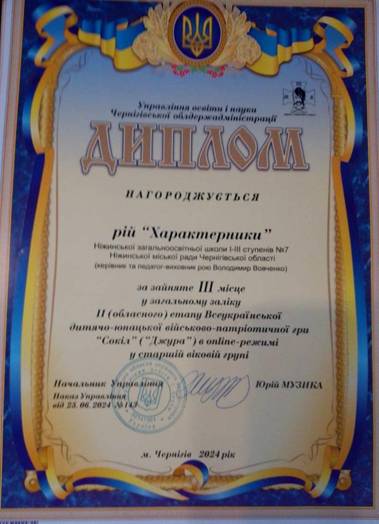 Управління освіти і науки
Чернігівської облдержадміністрації
ДИПЛОМ
НАГОРОДЖУЄТЬСЯ
рій "Характерники"
Ніжинської загальноосвітньої школи І-ІІІ ступенів №7
Ніжинської міської ради Чернігівської області
(керівник та педагог-виховник рою Володимир Вовченко)
за зайняте ІІІ місце
у загальному заліку
ІІ (обласного) етапу Всеукраїнської
дитячо-юнацької військово-патріотичної гри
"Сокіл" ("Джура") в online-режимі
у старшій віковій групі
Начальник Управління Юрій МУЗИКА
Наказ Управління
від 25.06.2024 №143
м. Чернігів 2024 рік